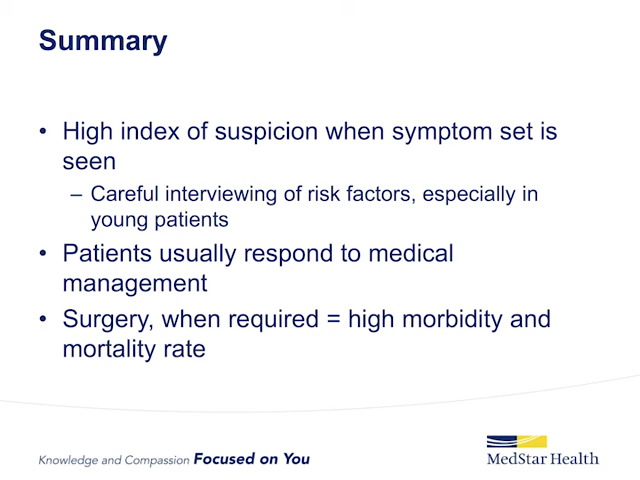 Summary
• High index of suspicion when symptom set is
seen
– Careful interviewing of risk factors, especially in
young patients
• Patients usually respond to medical
management
• Surgery, when required = high morbidity and
mortality rate
Knowledge and Compassion Focused on You
MedStar Health